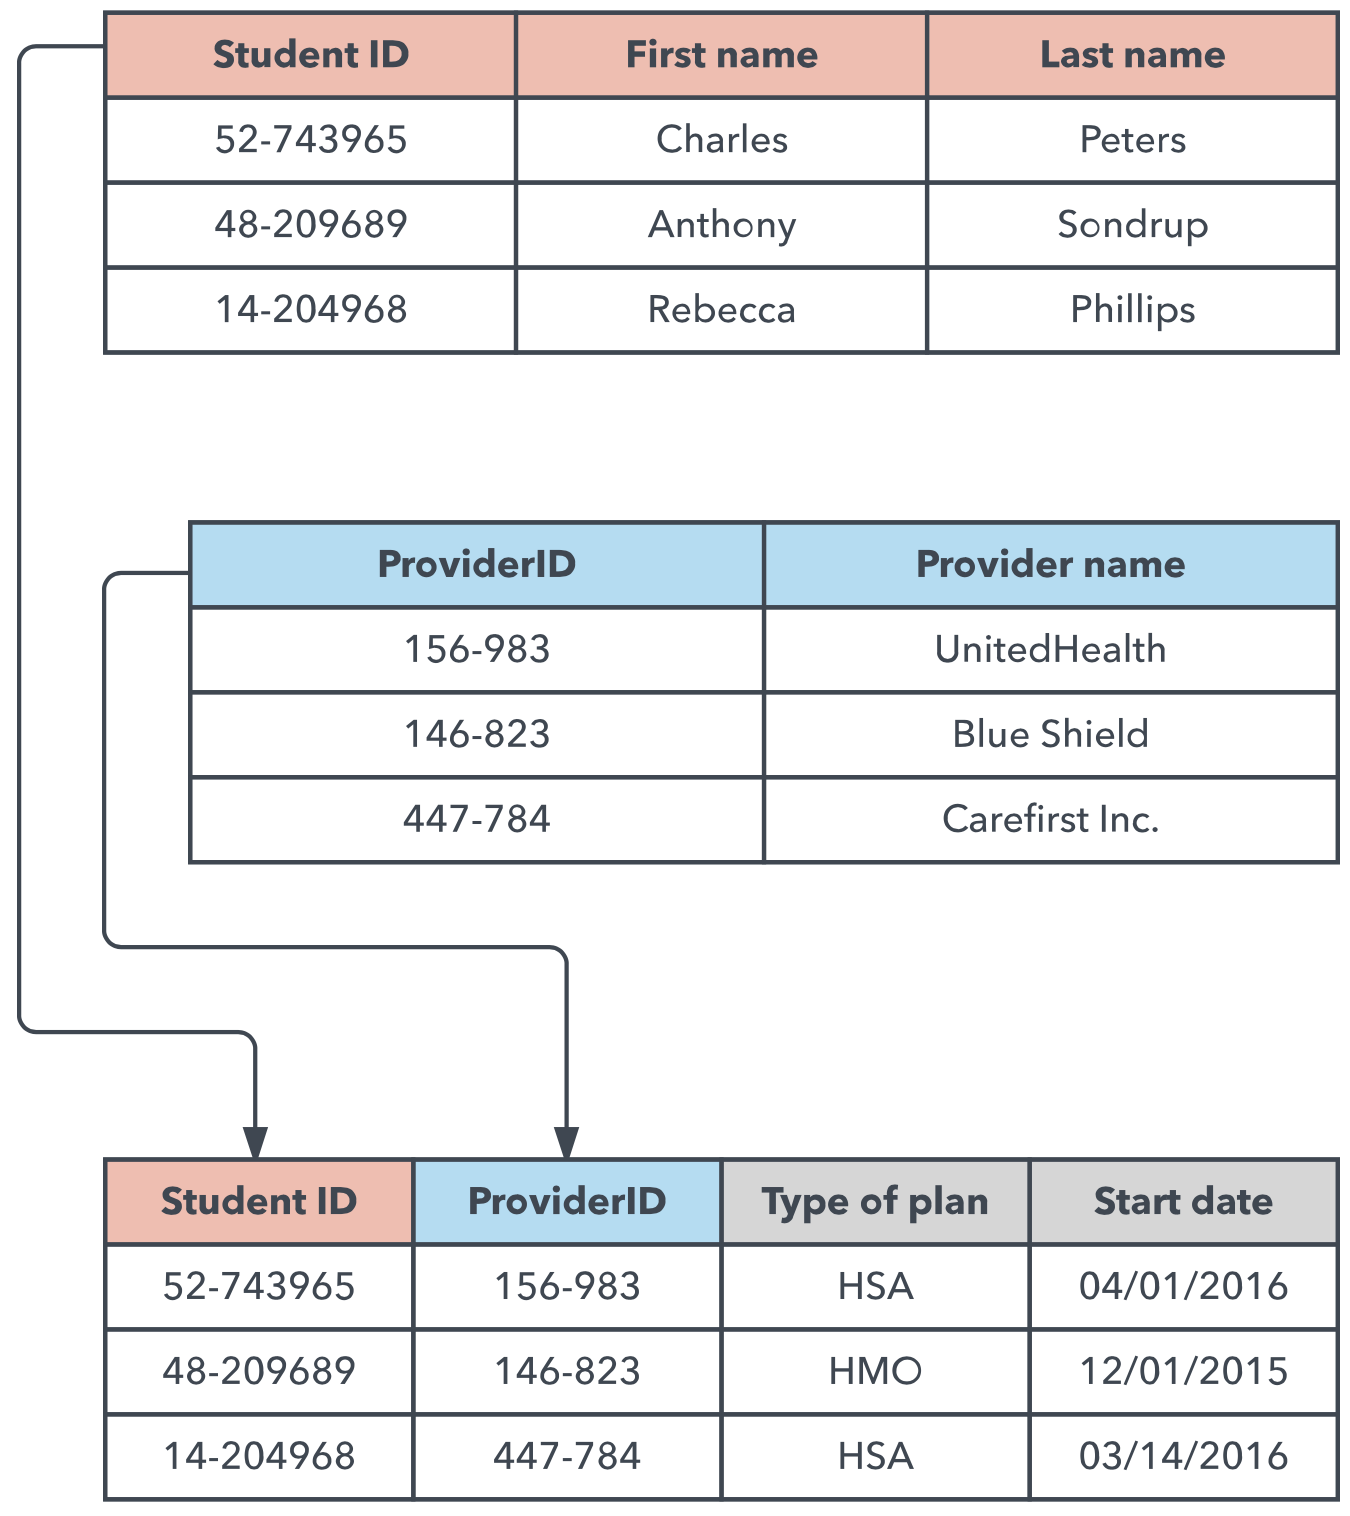 Student ID First name Last name
52-743965 Charles Peters
48-209689 Anthony Sondrup
14-204968 Rebecca Phillips
ProviderID Provider name
156-983 UnitedHealth
146-823 Blue Shield
447-784 Carefirst Inc.
Student ID ProviderID Type of plan Start date
52-743965 156-983 HSA 04/01/2016
48-209689 146-823 HMO 12/01/2015
14-204968 447-784 HSA 03/14/2016